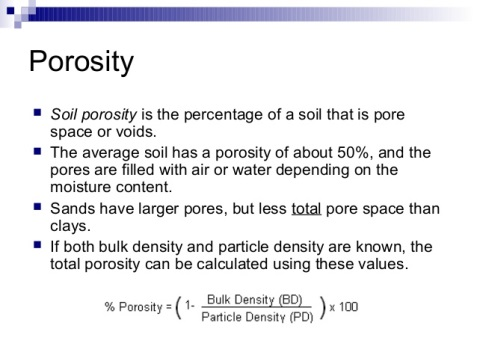 Porosity
Soil porosity is the percentage of a soil that is pore
space or voids.
The average soil has a porosity of about 50%, and the
pores are filled with air or water depending on the
moisture content.
Sands have larger pores, but less total pore space than
clays.
If both bulk density and particle density are known, the
total porosity can be calculated using these values.
% Porosity = ( 1- Bulk Density (BD) / Particle Density (PD) ) x 100